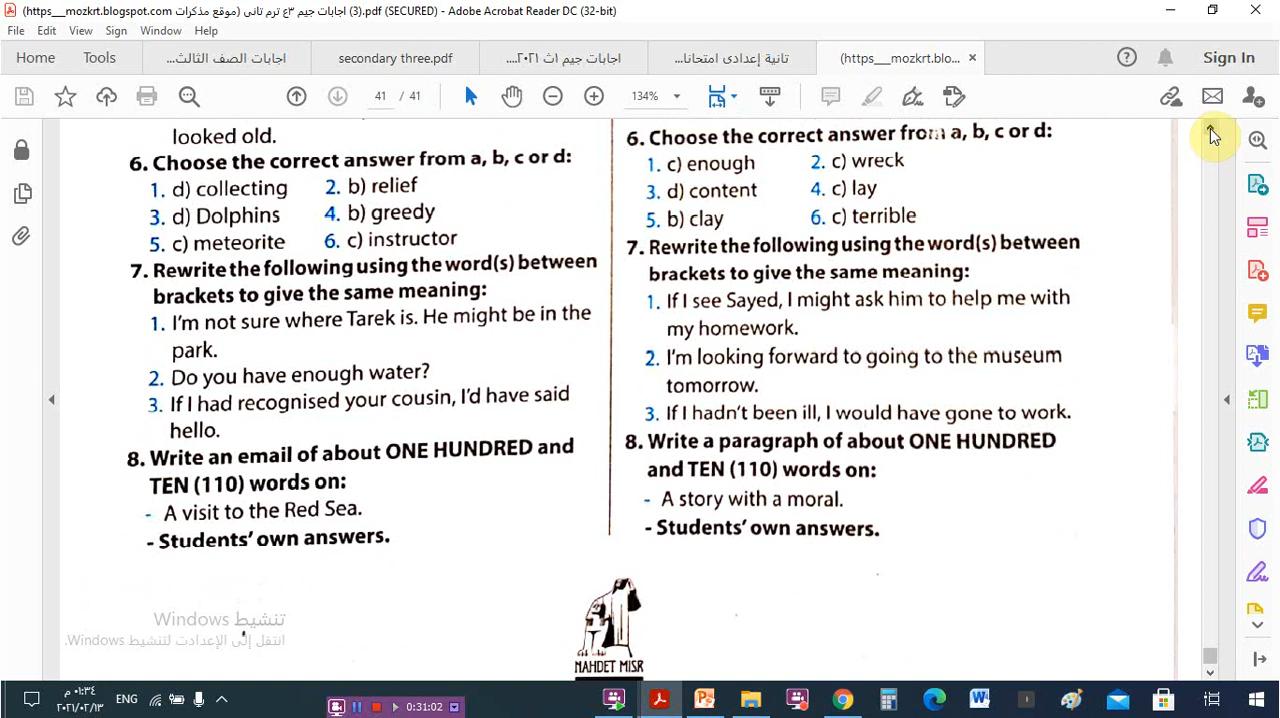 (https___mozkrt.blogspot.com موقع مذكرات) اجابات جيم ٣ع ترم تانى (3).pdf (SECURED) - Adobe Acrobat Reader DC (32-bit)
File Edit View Sign Window Help
Home Tools اجابات الصف الثالث... secondary three.pdf اجابات جيم ١ث ٢٠٢١... تانية إعدادى امتحانا... (https___mozkrt.blo... ×
Sign In
41 / 41 134%
looked old.
6. Choose the correct answer from a, b, c or d:
1. d) collecting 2. b) relief
3. d) Dolphins 4. b) greedy
5. c) meteorite 6. c) instructor
7. Rewrite the following using the word(s) between
brackets to give the same meaning:
1. I'm not sure where Tarek is. He might be in the
park.
2. Do you have enough water?
3. If I had recognised your cousin, I'd have said
hello.
8. Write an email of about ONE HUNDRED and
TEN (110) words on:
- A visit to the Red Sea.
- Students' own answers.
6. Choose the correct answer from a, b, c or d:
1. c) enough 2. c) wreck
3. d) content 4. c) lay
5. b) clay 6. c) terrible
7. Rewrite the following using the word(s) between
brackets to give the same meaning:
1. If I see Sayed, I might ask him to help me with
my homework.
2. I'm looking forward to going to the museum
tomorrow.
3. If I hadn't been ill, I would have gone to work.
8. Write a paragraph of about ONE HUNDRED
and TEN (110) words on:
- A story with a moral.
- Students' own answers.
NAHDET MISR
تنشيط Windows
انتقل إلى الإعدادات لتنشيط Windows.
٠١:٣٤ م
٢٠٢١/٠٢/١٣
ENG
0:31:02